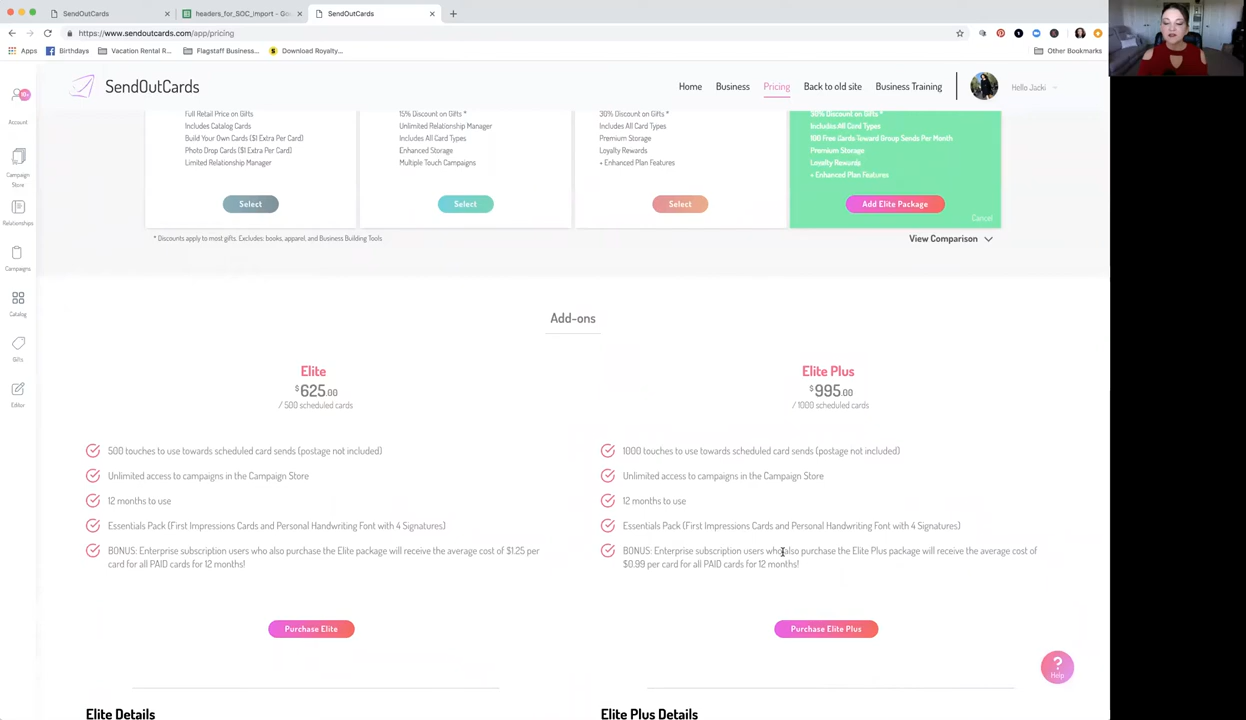 SendOutCards
headers_for_SOC_Import - Goo
SendOutCards
https://www.sendoutcards.com/app/pricing
Apps
Birthdays
Vacation Rental R...
Flagstaff Business...
Download Royalty...
Other Bookmarks
SendOutCards
Home
Business
Pricing
Back to old site
Business Training
Hello Jacki
10+
Account
Campaign Store
Relationships
Campaigns
Catalog
Gifts
Editor
Full Retail Price on Gifts
Includes Catalog Cards
Build Your Own Cards ($1 Extra Per Card)
Photo Drop Cards ($1 Extra Per Card)
Limited Relationship Manager
Select
15% Discount on Gifts *
Unlimited Relationship Manager
Includes All Card Types
Enhanced Storage
Multiple Touch Campaigns
Select
30% Discount on Gifts *
Includes All Card Types
Premium Storage
Loyalty Rewards
+ Enhanced Plan Features
Select
30% Discount on Gifts *
Includes All Card Types
100 Free Cards Toward Group Sends Per Month
Premium Storage
Loyalty Rewards
+ Enhanced Plan Features
Add Elite Package
Cancel
* Discounts apply to most gifts. Excludes: books, apparel, and Business Building Tools
View Comparison
Add-ons
Elite
$625.00
/ 500 scheduled cards
500 touches to use towards scheduled card sends (postage not included)
Unlimited access to campaigns in the Campaign Store
12 months to use
Essentials Pack (First Impressions Cards and Personal Handwriting Font with 4 Signatures)
BONUS: Enterprise subscription users who also purchase the Elite package will receive the average cost of $1.25 per
card for all PAID cards for 12 months!
Purchase Elite
Elite Plus
$995.00
/ 1000 scheduled cards
1000 touches to use towards scheduled card sends (postage not included)
Unlimited access to campaigns in the Campaign Store
12 months to use
Essentials Pack (First Impressions Cards and Personal Handwriting Font with 4 Signatures)
BONUS: Enterprise subscription users who also purchase the Elite Plus package will receive the average cost of
$0.99 per card for all PAID cards for 12 months!
Purchase Elite Plus
?
Help
Elite Details
Elite Plus Details